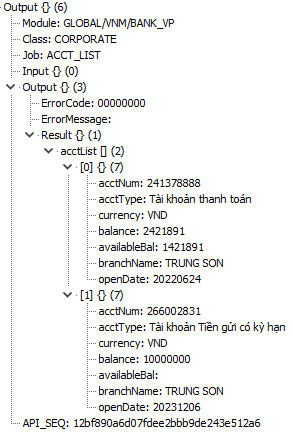 Output {} (6)
Module: GLOBAL/VNM/BANK_VP
Class: CORPORATE
Job: ACCT_LIST
Input {} (0)
Output {} (3)
ErrorCode: 00000000
ErrorMessage:
Result {} (1)
acctList [] (2)
[0] {} (7)
acctNum: 241378888
acctType: Tài khoản thanh toán
currency: VND
balance: 2421891
availableBal: 1421891
branchName: TRUNG SON
openDate: 20220624
[1] {} (7)
acctNum: 266002831
acctType: Tài khoản Tiền gửi có kỳ hạn
currency: VND
balance: 10000000
availableBal:
branchName: TRUNG SON
openDate: 20231206
API_SEQ: 12bf890a6d07fdee2bbb9de243e512a6